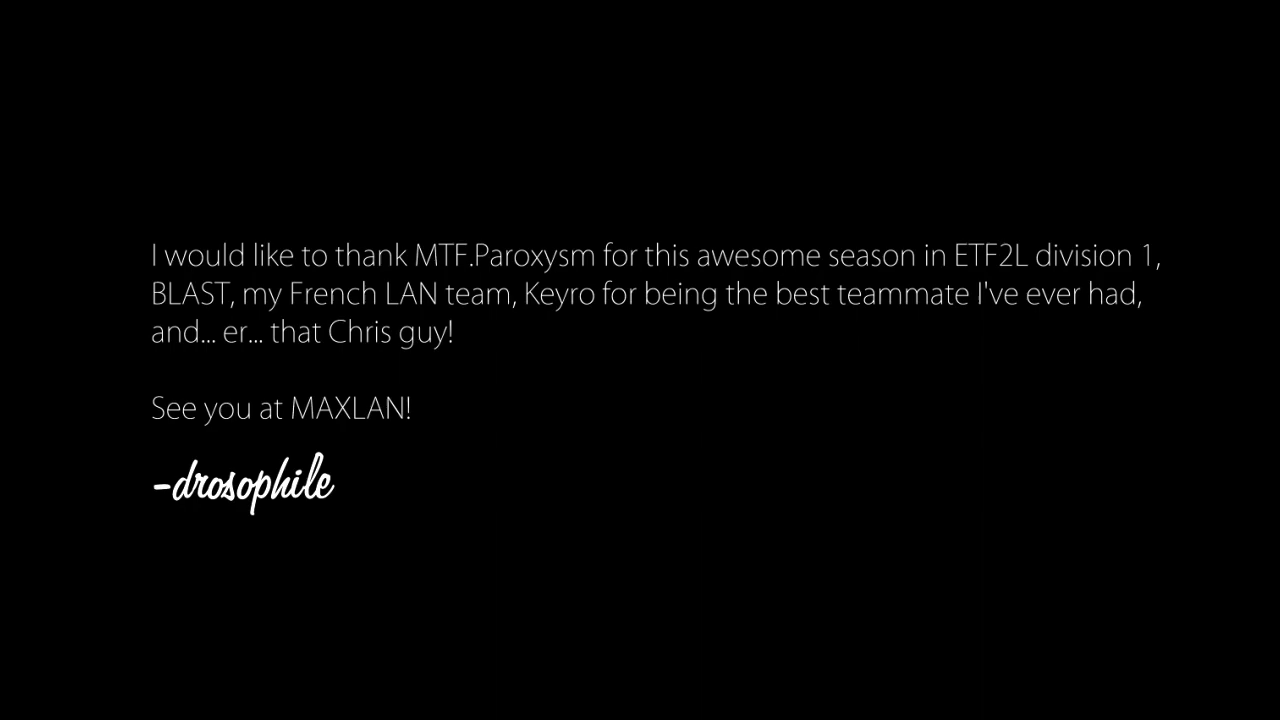 I would like to thank MTF.Paroxysm for this awesome season in ETF2L division 1,
BLAST, my French LAN team, Keyro for being the best teammate I've ever had,
and... er... that Chris guy!
See you at MAXLAN!
-drosophile